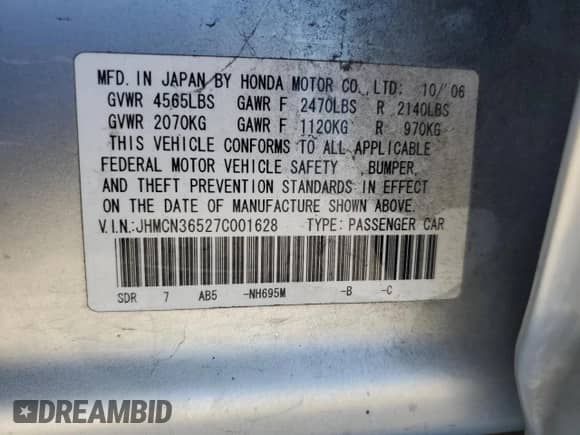 MFD. IN JAPAN BY HONDA MOTOR CO.,LTD: 10/'06
GVWR 4565LBS GAWR F 2470LBS R 2140LBS
GVWR 2070KG GAWR F 1120KG R 970KG
THIS VEHICLE CONFORMS TO ALL APPLICABLE
FEDERAL MOTOR VEHICLE SAFETY ,BUMPER,
AND THEFT PREVENTION STANDARDS IN EFFECT
ON THE DATE OF MANUFACTURE SHOWN ABOVE.
V.I.N.:JHMCN36527C001628 TYPE: PASSENGER CAR
SDR 7 AB5 -NH695M -B -C
DREAMBID